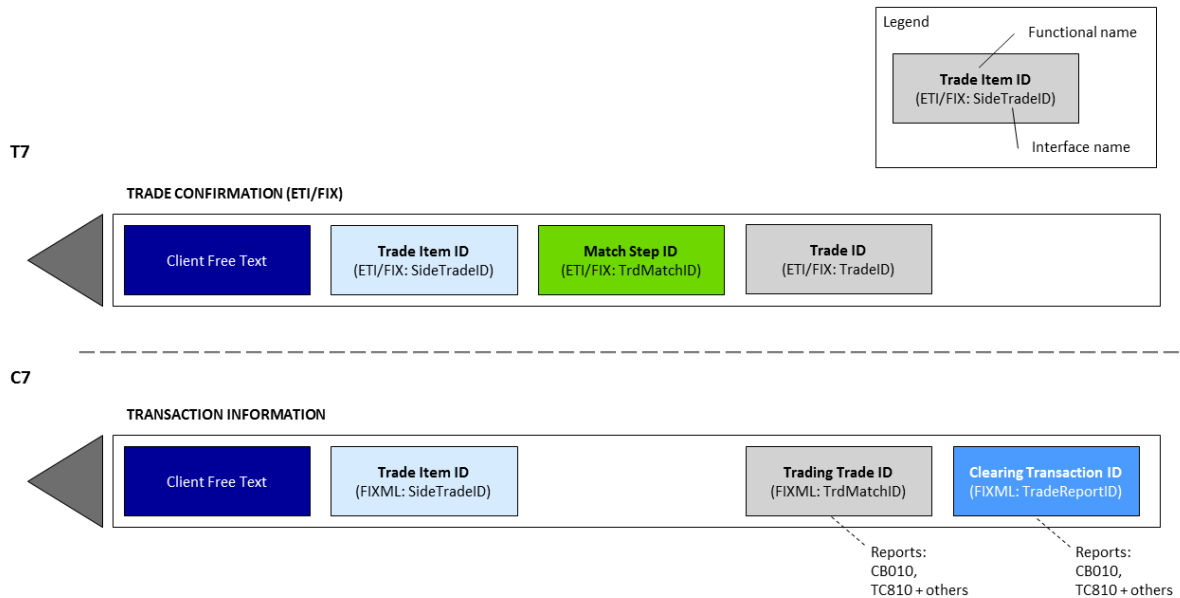 Legend
Functional name
Trade Item ID
(ETI/FIX: SideTradeID)
Interface name
T7
TRADE CONFIRMATION (ETI/FIX)
Client Free Text
Trade Item ID
(ETI/FIX: SideTradeID)
Match Step ID
(ETI/FIX: TrdMatchID)
Trade ID
(ETI/FIX: TradeID)
C7
TRANSACTION INFORMATION
Client Free Text
Trade Item ID
(FIXML: SideTradeID)
Trading Trade ID
(FIXML: TrdMatchID)
Clearing Transaction ID
(FIXML: TradeReportID)
Reports:
CB010,
TC810 + others
Reports:
CB010,
TC810 + others